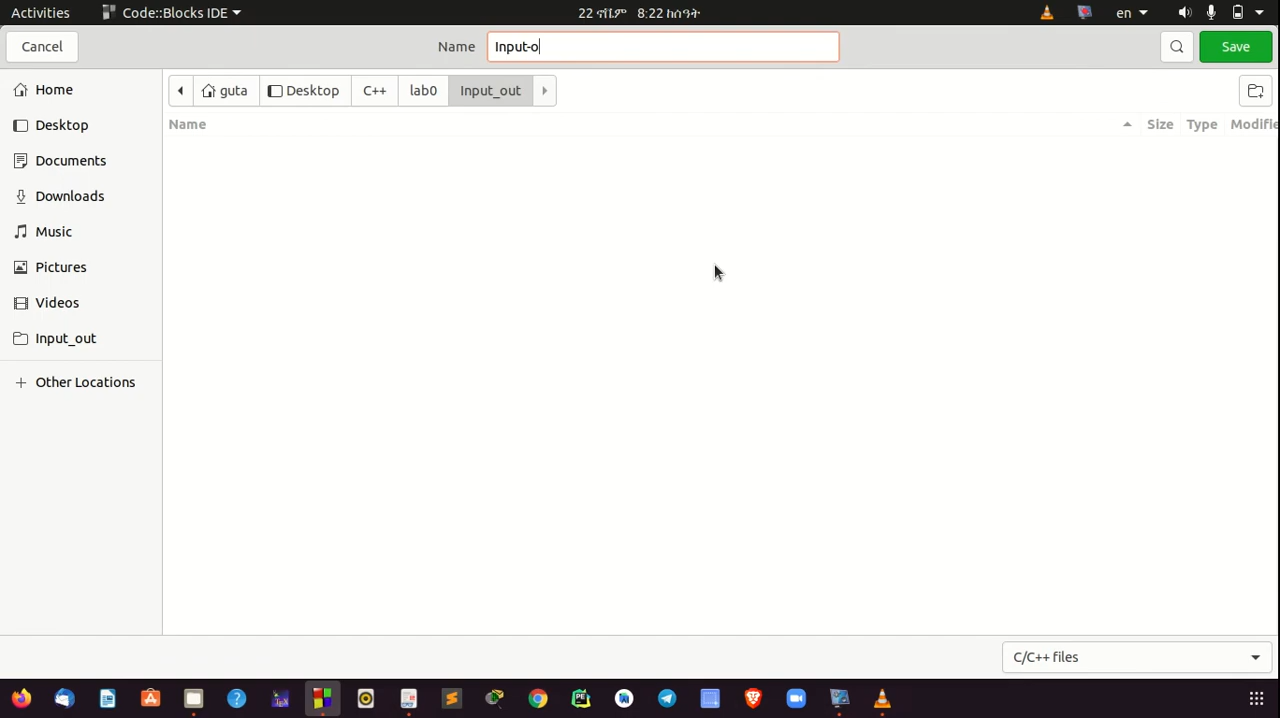 Activities Code::Blocks IDE 22 ኖቬም 8:22 ከሰዓት en
Cancel Name Input-o Save
guta Desktop C++ lab0 Input_out
Name Size Type Modifie
Home
Desktop
Documents
Downloads
Music
Pictures
Videos
Input_out
Other Locations
C/C++ files